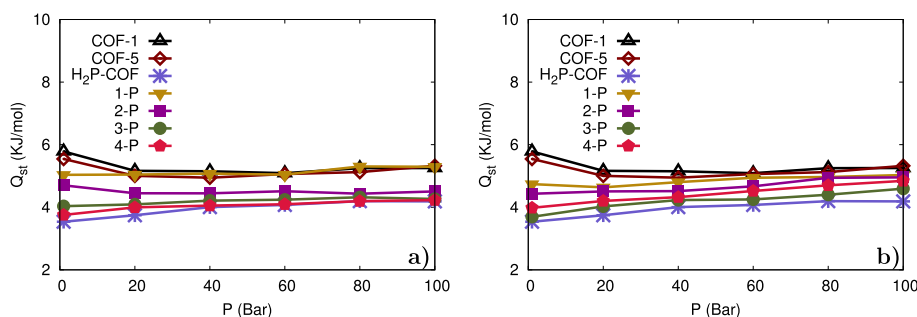 10
8
6
4
2
Qst (KJ/mol)
COF-1
COF-5
H2P-COF
1-P
2-P
3-P
4-P
a)
0 20 40 60 80 100
P (Bar)
10
8
6
4
2
Qst (KJ/mol)
COF-1
COF-5
H2P-COF
1-P
2-P
3-P
4-P
b)
0 20 40 60 80 100
P (Bar)